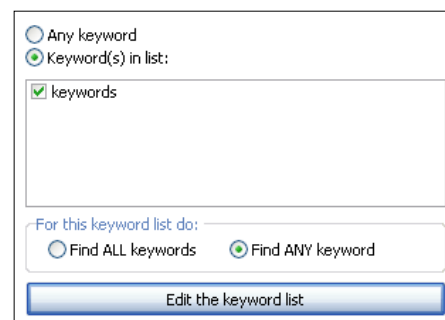 Any keyword
Keyword(s) in list:
keywords
For this keyword list do:
Find ALL keywords Find ANY keyword
Edit the keyword list